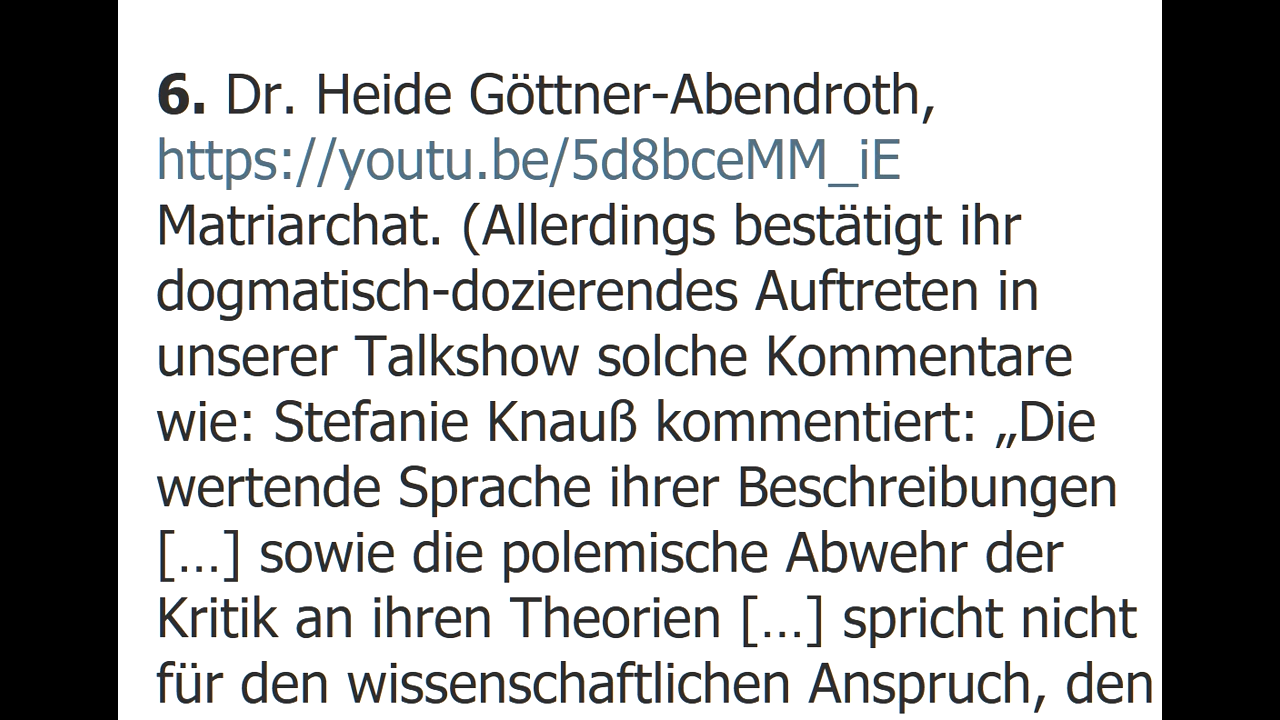 6. Dr. Heide Göttner-Abendroth,
https://youtu.be/5d8bceMM_iE
Matriarchat. (Allerdings bestätigt ihr
dogmatisch-dozierendes Auftreten in
unserer Talkshow solche Kommentare
wie: Stefanie Knauß kommentiert: „Die
wertende Sprache ihrer Beschreibungen
[…] sowie die polemische Abwehr der
Kritik an ihren Theorien […] spricht nicht
für den wissenschaftlichen Anspruch, den